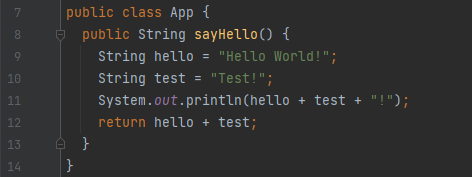 7 public class App {
8 public String sayHello() {
9 String hello = "Hello World!";
10 String test = "Test!";
11 System.out.println(hello + test + "!");
12 return hello + test;
13 }
14 }